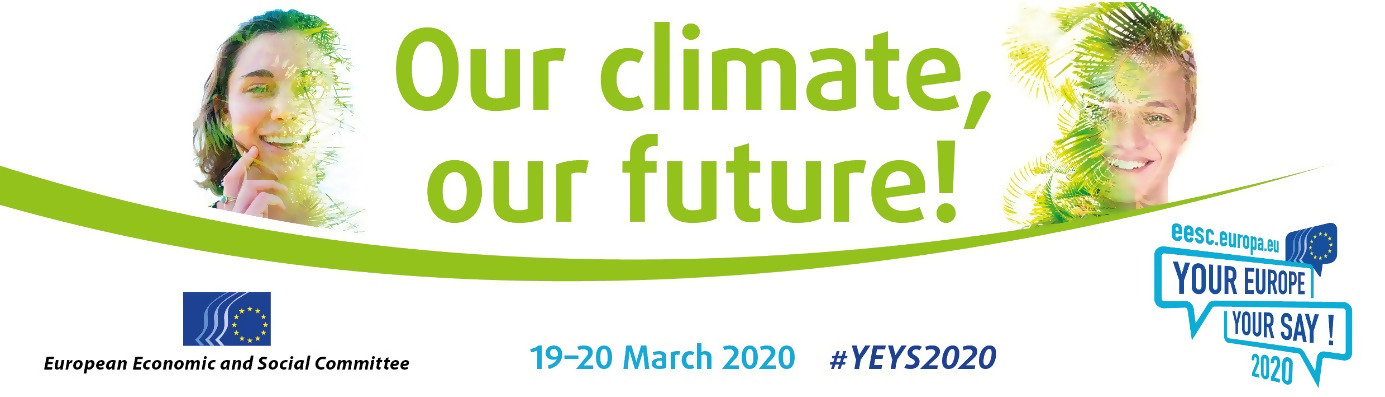 Our climate,
our future!
eesc.europa.eu
YOUR EUROPE
YOUR SAY !
2020
European Economic and Social Committee
19–20 March 2020 #YEYS2020